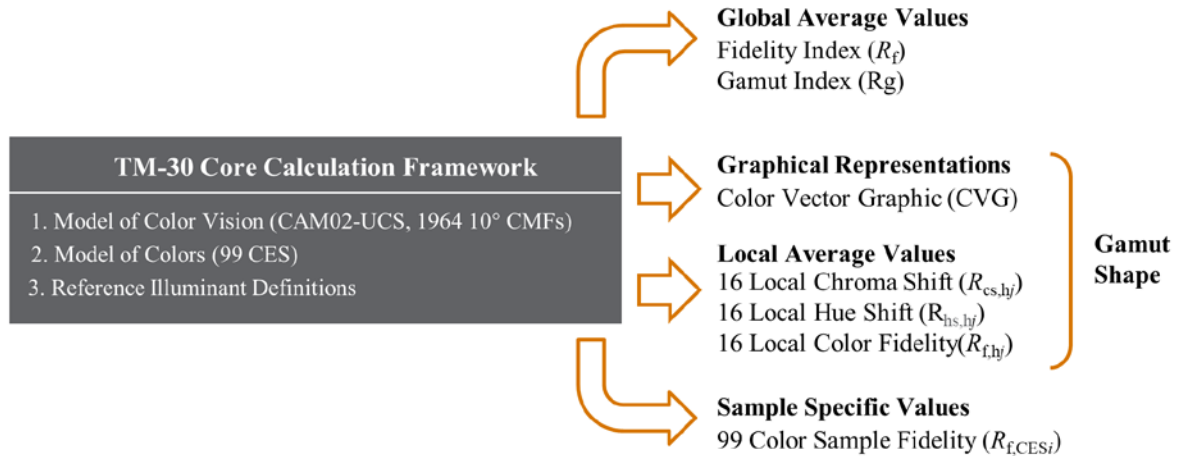 Global Average Values
Fidelity Index (Rf)
Gamut Index (Rg)
TM-30 Core Calculation Framework
1. Model of Color Vision (CAM02-UCS, 1964 10° CMFs)
2. Model of Colors (99 CES)
3. Reference Illuminant Definitions
Graphical Representations
Color Vector Graphic (CVG)
Local Average Values
16 Local Chroma Shift (Rcs,hj)
16 Local Hue Shift (Rhs,hj)
16 Local Color Fidelity(Rf,hj)
Gamut
Shape
Sample Specific Values
99 Color Sample Fidelity (Rf,CESi)